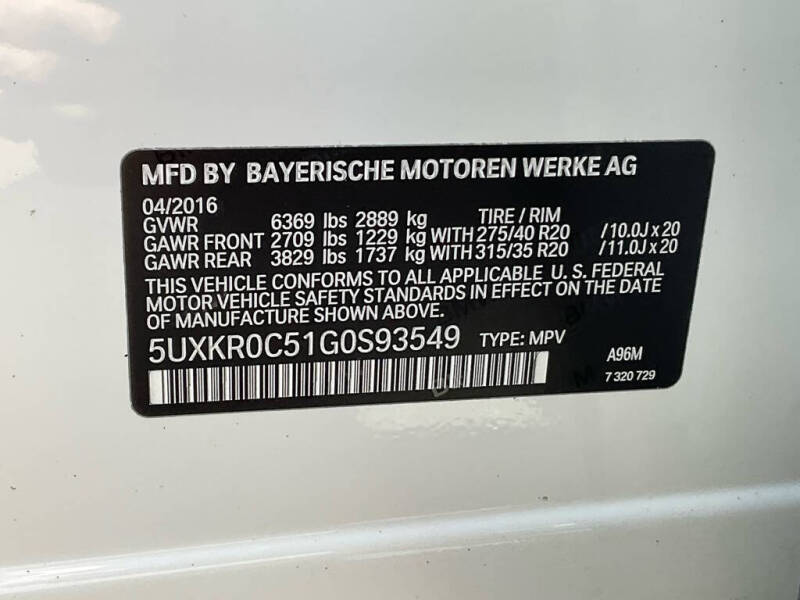 MFD BY BAYERISCHE MOTOREN WERKE AG
04/2016
GVWR 6369 lbs 2889 kg TIRE / RIM
GAWR FRONT 2709 lbs 1229 kg WITH 275/40 R20 /10.0J x 20
GAWR REAR 3829 lbs 1737 kg WITH 315/35 R20 /11.0J x 20
THIS VEHICLE CONFORMS TO ALL APPLICABLE U. S. FEDERAL
MOTOR VEHICLE SAFETY STANDARDS IN EFFECT ON THE DATE
OF MANUFACTURE SHOWN ABOVE.
5UXKR0C51G0S93549 TYPE: MPV
A96M
7 320 729